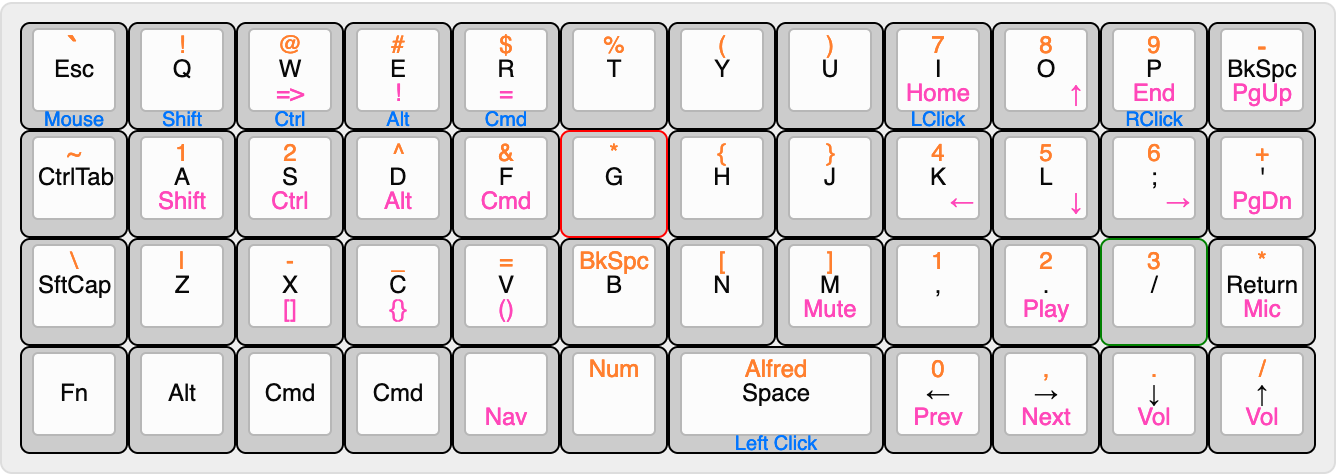 ` ! @ # $ % ( ) 7 8 9 -
Esc Q W E R T Y U I O P BkSpc
=> ! = Home ↑ End PgUp
Mouse Shift Ctrl Alt Cmd LClick RClick
~ 1 2 ^ & * { } 4 5 6 +
CtrlTab A S D F G H J K L ; '
Shift Ctrl Alt Cmd ← ↓ → PgDn
\ | - _ = BkSpc [ ] 1 2 3 *
SftCap Z X C V B N M , . / Return
[] {} () Mute Play Mic
Num Alfred 0 , . /
Fn Alt Cmd Cmd Space ← → ↓ ↑
Nav Prev Next Vol Vol
Left Click